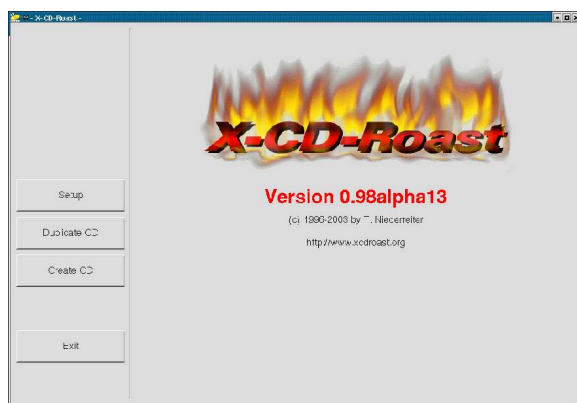 - X-CD-Roast -
X-CD-Roast
Version 0.98alpha13
(c) 1996-2003 by T. Niederreiter
http://www.xcdroast.org
Setup
Duplicate CD
Create CD
Exit